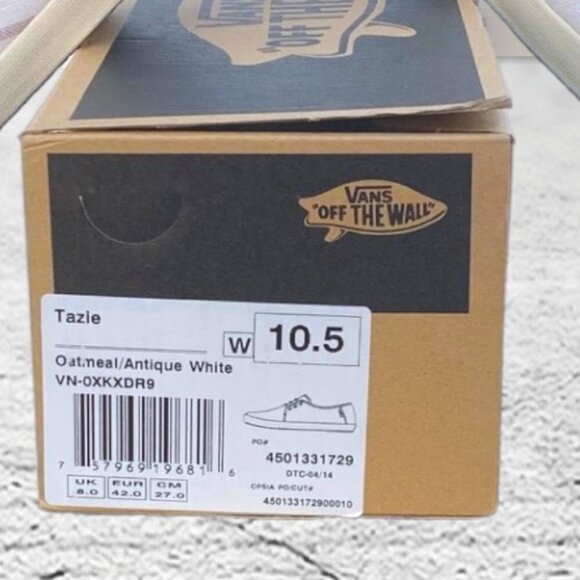 VANS
"OFF THE WALL"
VANS
"OFF THE WALL"
Tazie
W 10.5
Oatmeal/Antique White
VN-0XKXDR9
PO#
4501331729
DTC-04/14
7 57969 19681 6
CPSIA PO/CUT#
450133172900010
UK EUR CM
8.0 42.0 27.0